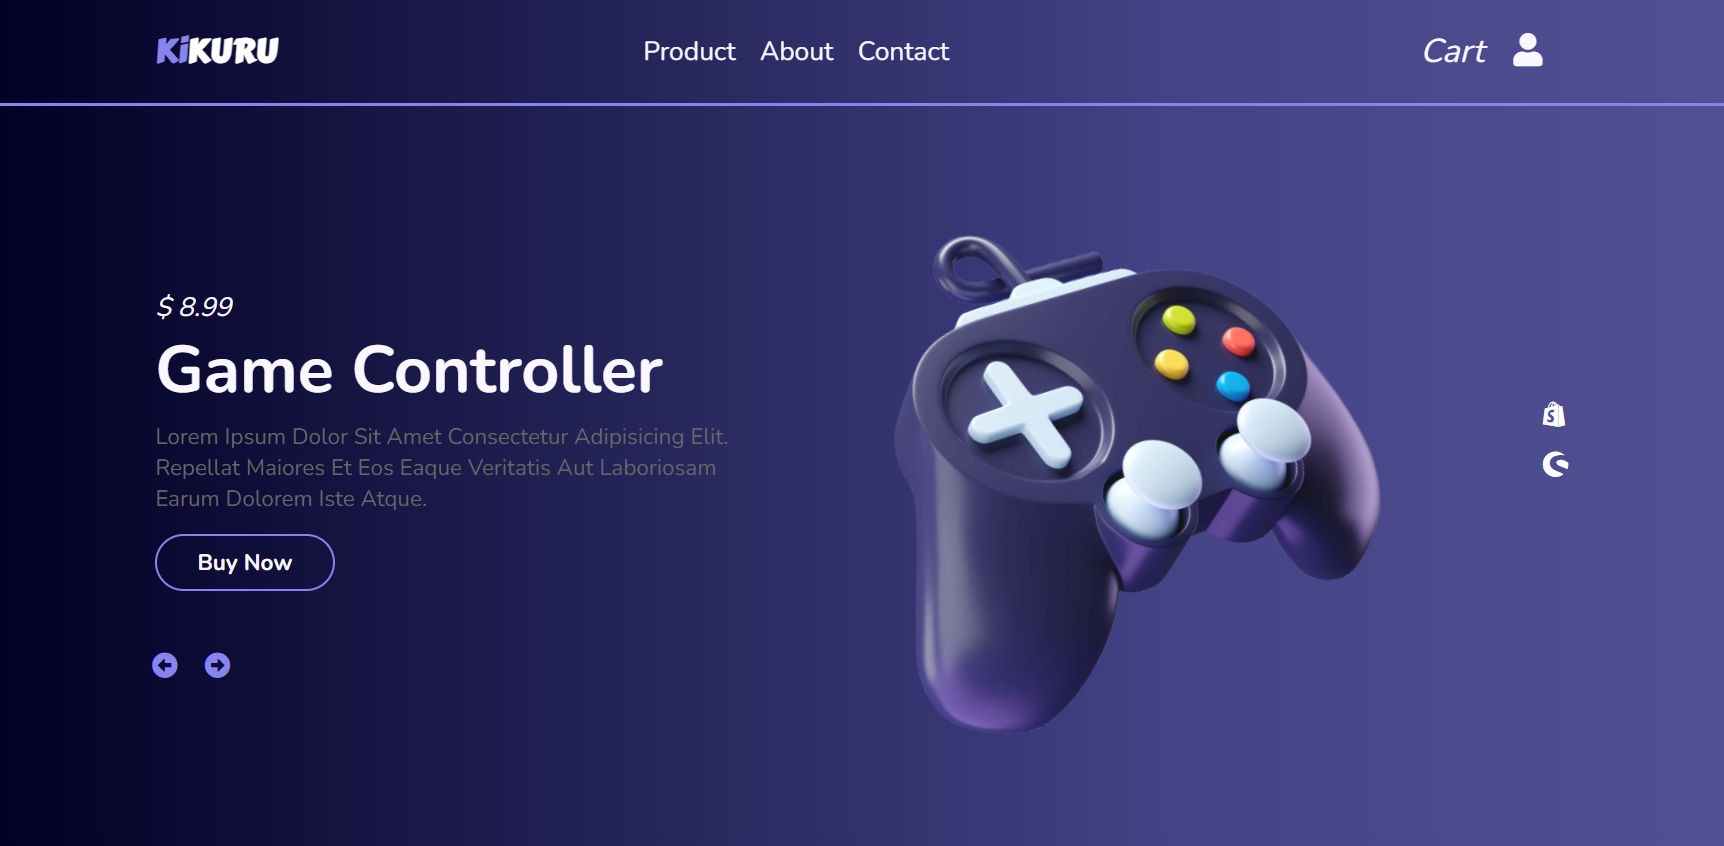 KiKURU
Product About Contact
Cart
$ 8.99
Game Controller
Lorem Ipsum Dolor Sit Amet Consectetur Adipisicing Elit.
Repellat Maiores Et Eos Eaque Veritatis Aut Laboriosam
Earum Dolorem Iste Atque.
Buy Now